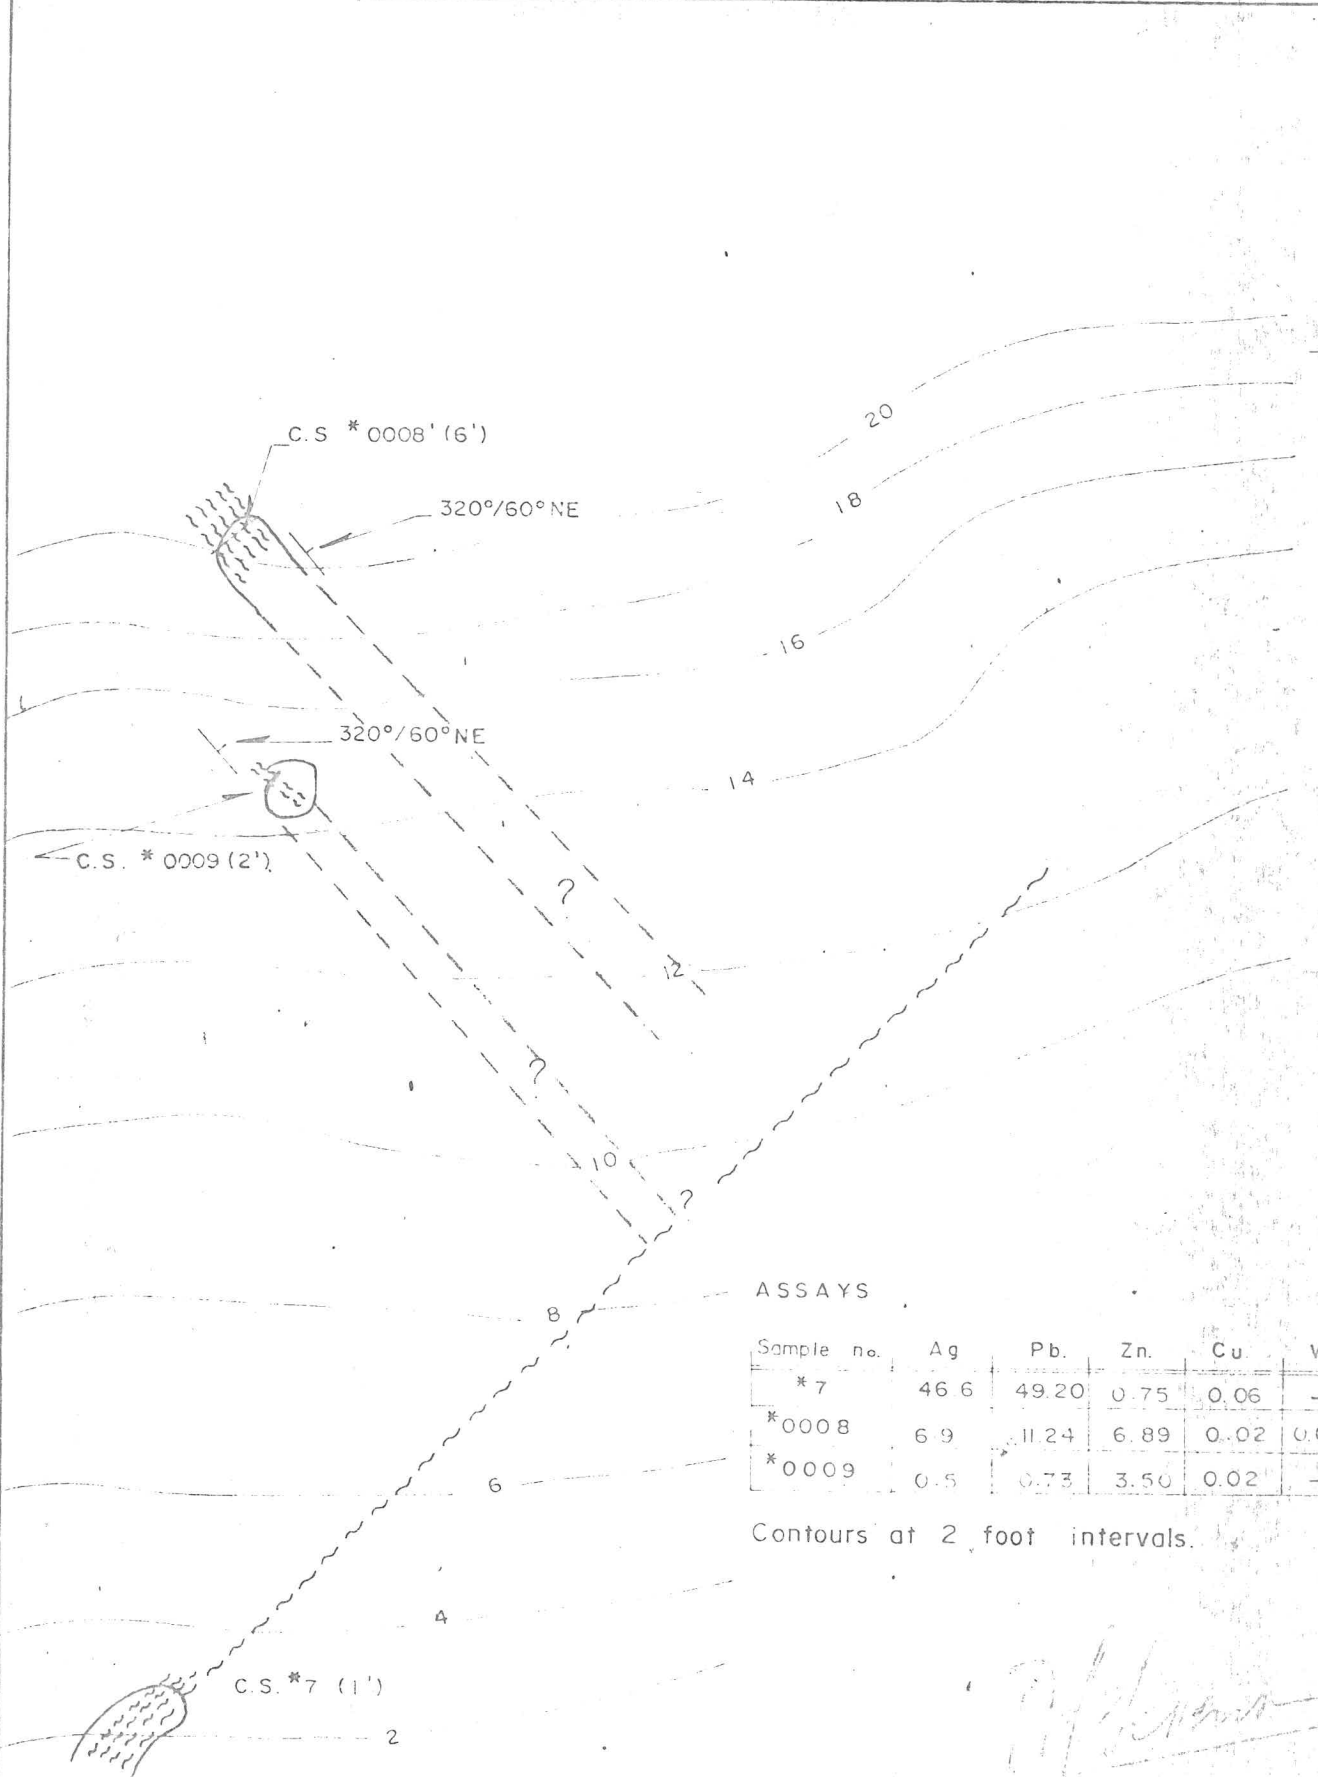 20
C.S *0008' (6')
18
320°/60°NE
16
320°/60°NE
14
C.S. *0009 (2')
?
12
?
10
?
8
ASSAYS
Sample no. Ag Pb. Zn. Cu
*7 46.6 49.20 0.75 0.06 -
*0008 6.9 11.24 6.89 0.02
*0009 0.5 0.73 3.50 0.02 -
6
Contours at 2 foot intervals.
4
C.S. *7 (1')
2